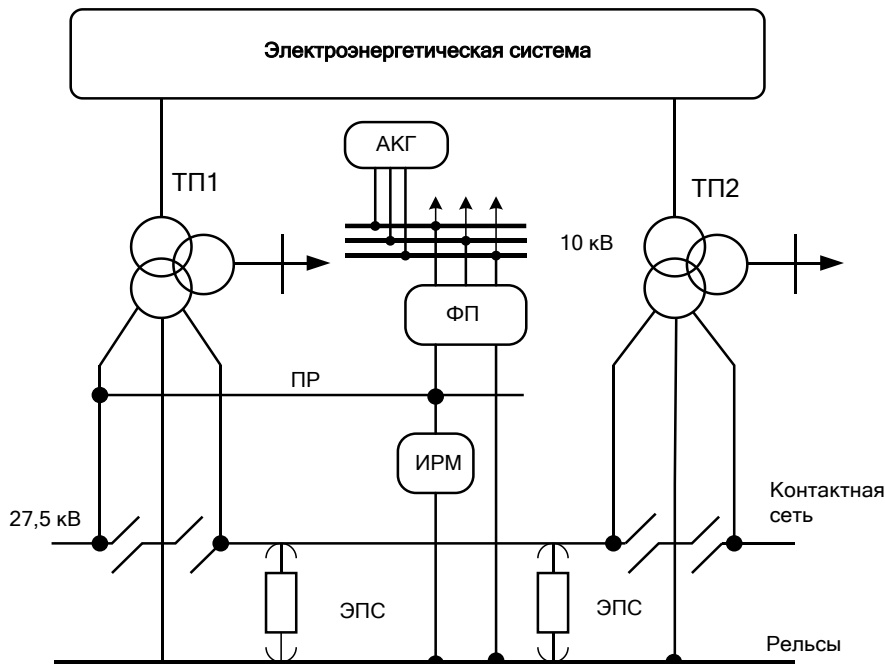 Электроэнергетическая система
АКГ
ТП1
ТП2
10 кВ
ФП
ПР
ИРМ
Контактная
сеть
27,5 кВ
ЭПС
ЭПС
Рельсы